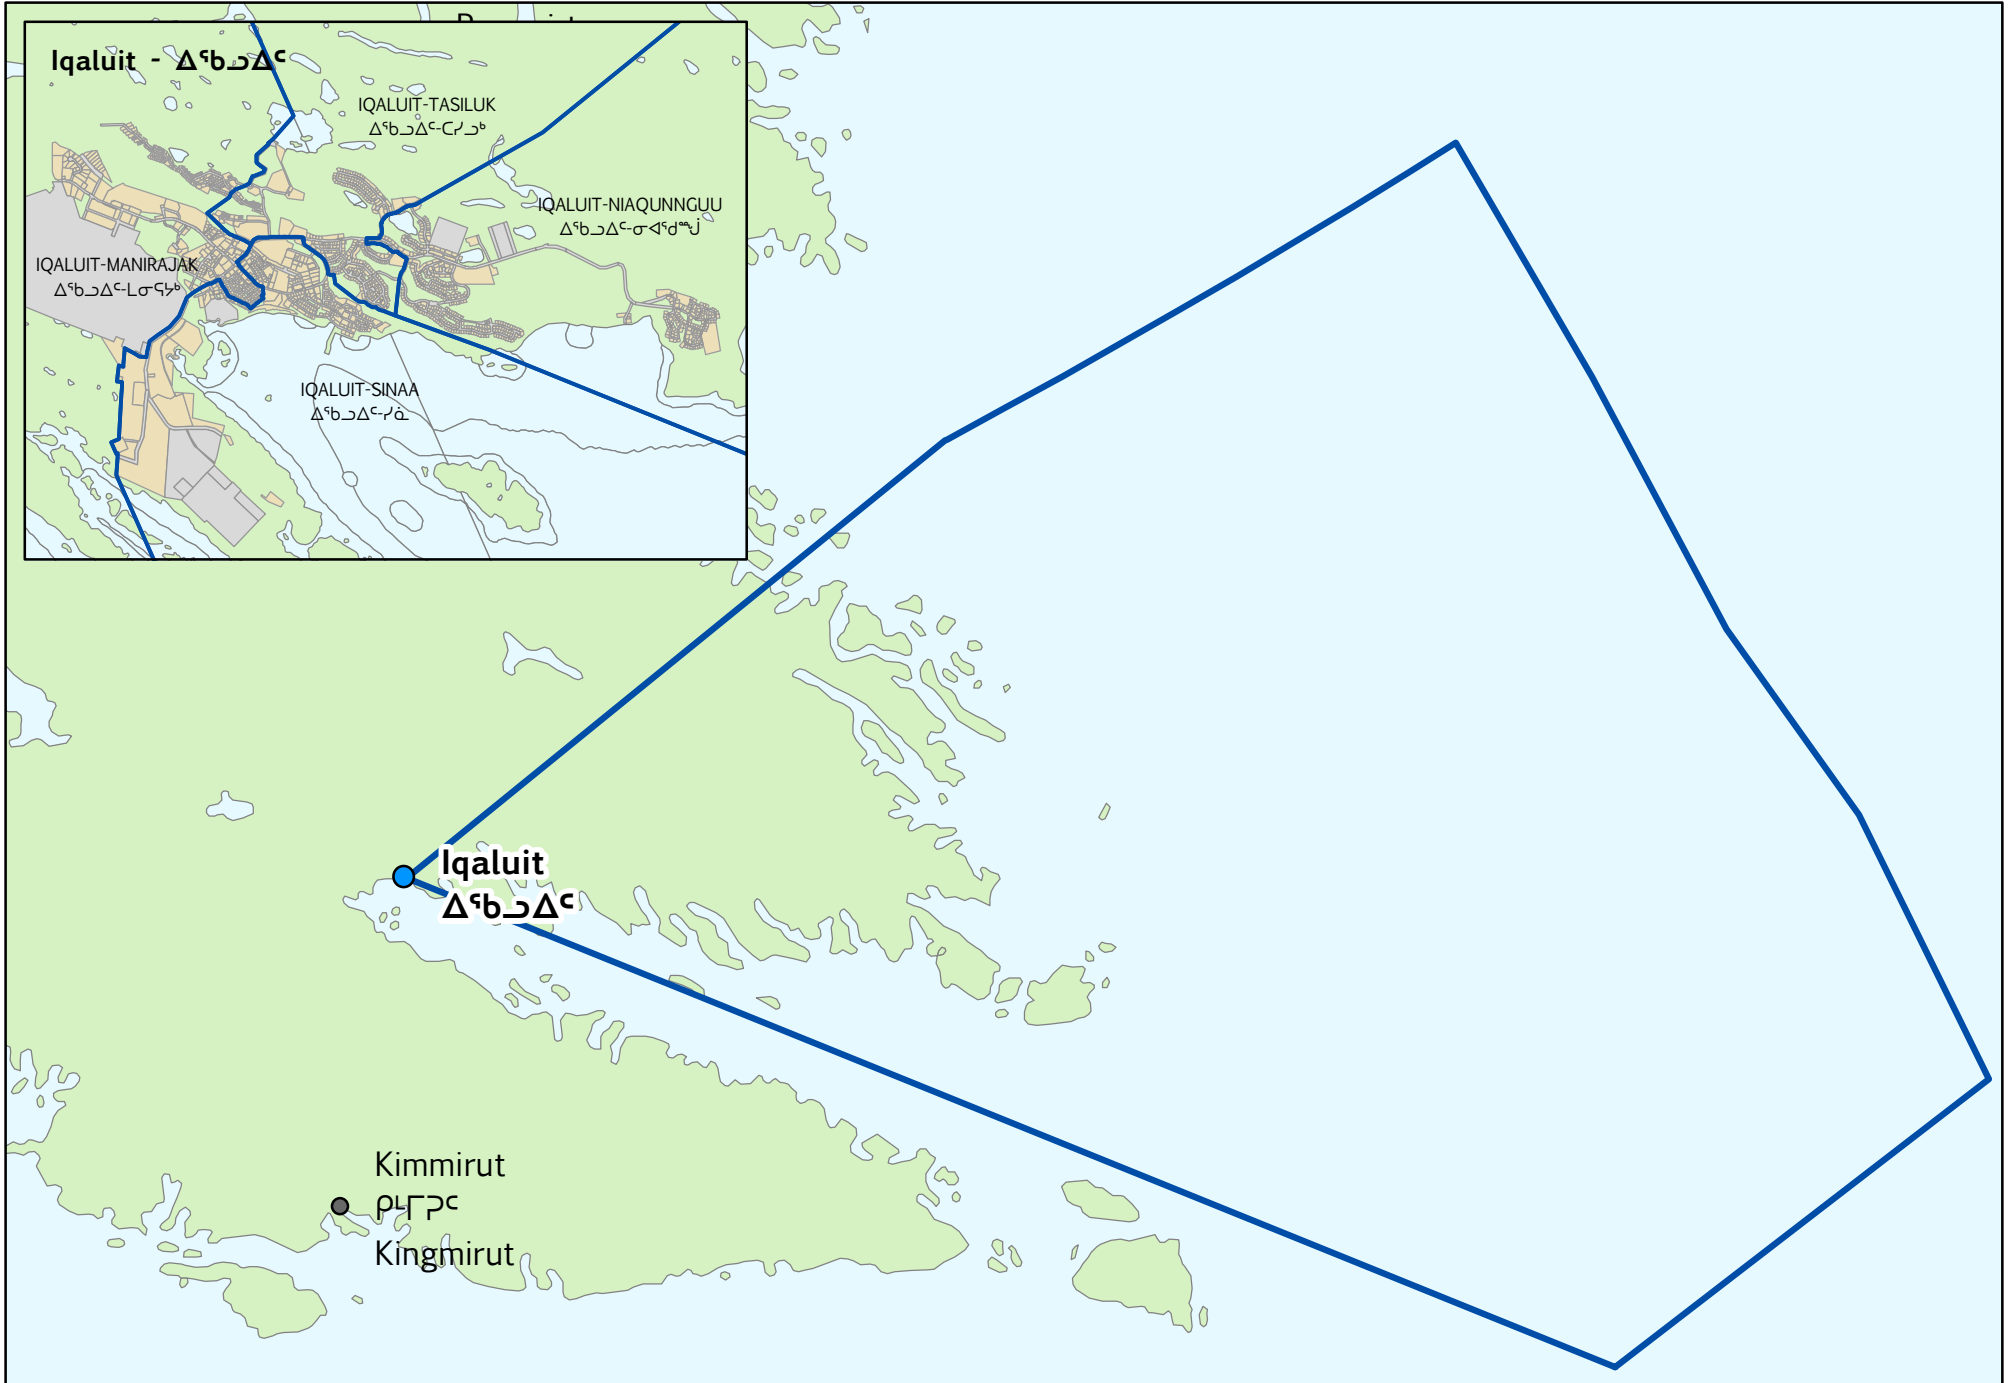 Iqaluit - ᐃᖃᓗᐃᑦ
IQALUIT-TASILUK
ᐃᖃᓗᐃᑦ-ᑕᓯᓗᒃ
IQALUIT-NIAQUNNGUU
ᐃᖃᓗᐃᑦ-ᓂᐊᖁᙳ
IQALUIT-MANIRAJAK
ᐃᖃᓗᐃᑦ-ᒪᓂᕋᔭᒃ
IQALUIT-SINAA
ᐃᖃᓗᐃᑦ-ᓯᓈ
Iqaluit
ᐃᖃᓗᐃᑦ
Kimmirut
ᑭᒻᒥᕈᑦ
Kingmirut